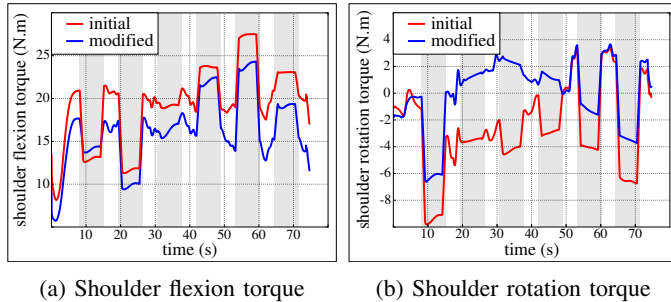 initial
modified
shoulder flexion torque (N.m)
25
20
15
10
10 20 30 40 50 60 70
time (s)
(a) Shoulder flexion torque
initial
modified
shoulder rotation torque (N.m)
4
2
0
-2
-4
-6
-8
10 20 30 40 50 60 70
time (s)
(b) Shoulder rotation torque